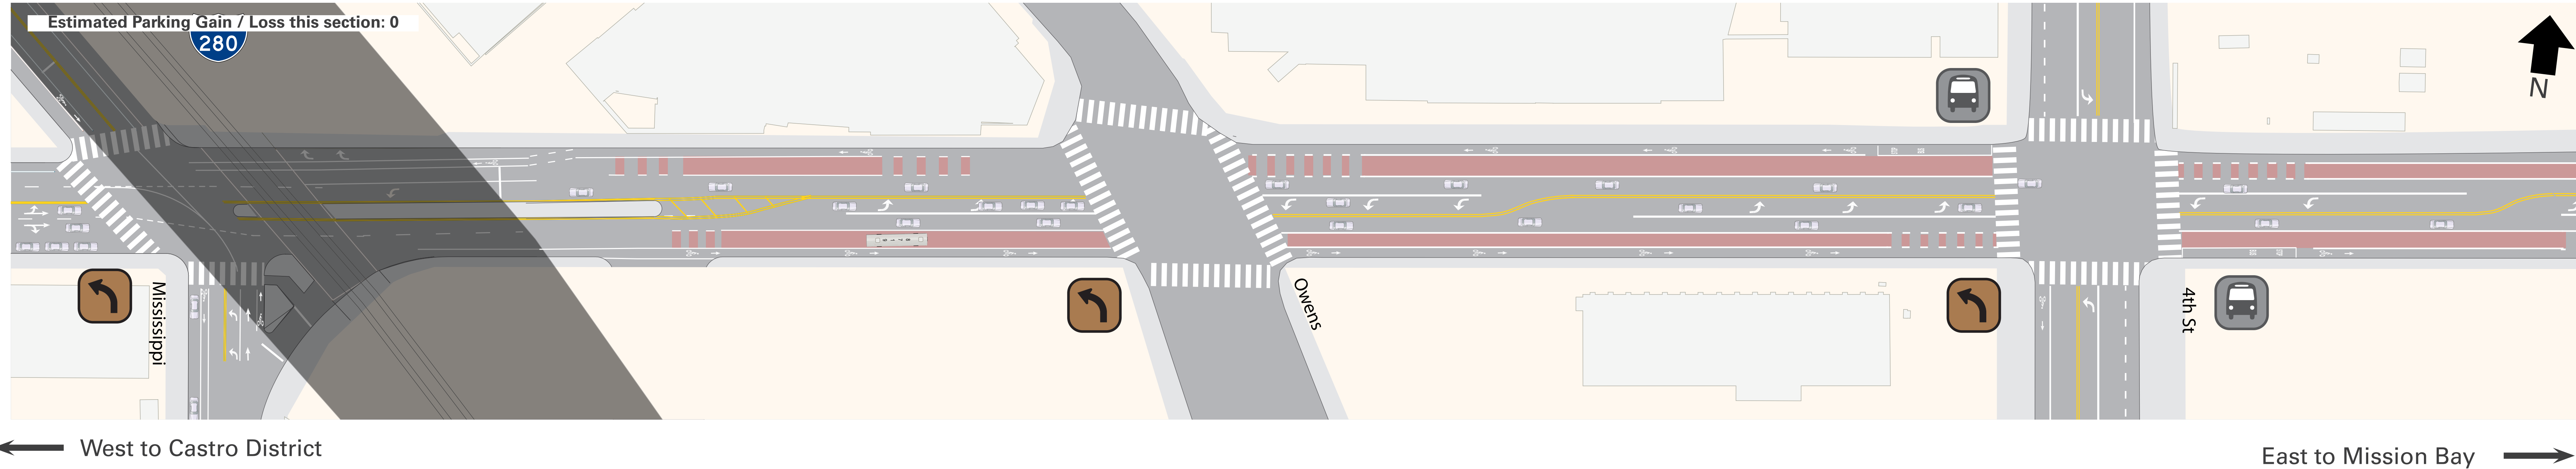 Estimated Parking Gain / Loss this section: 0
280
N
Mississippi
Owens
4th St
West to Castro District
East to Mission Bay